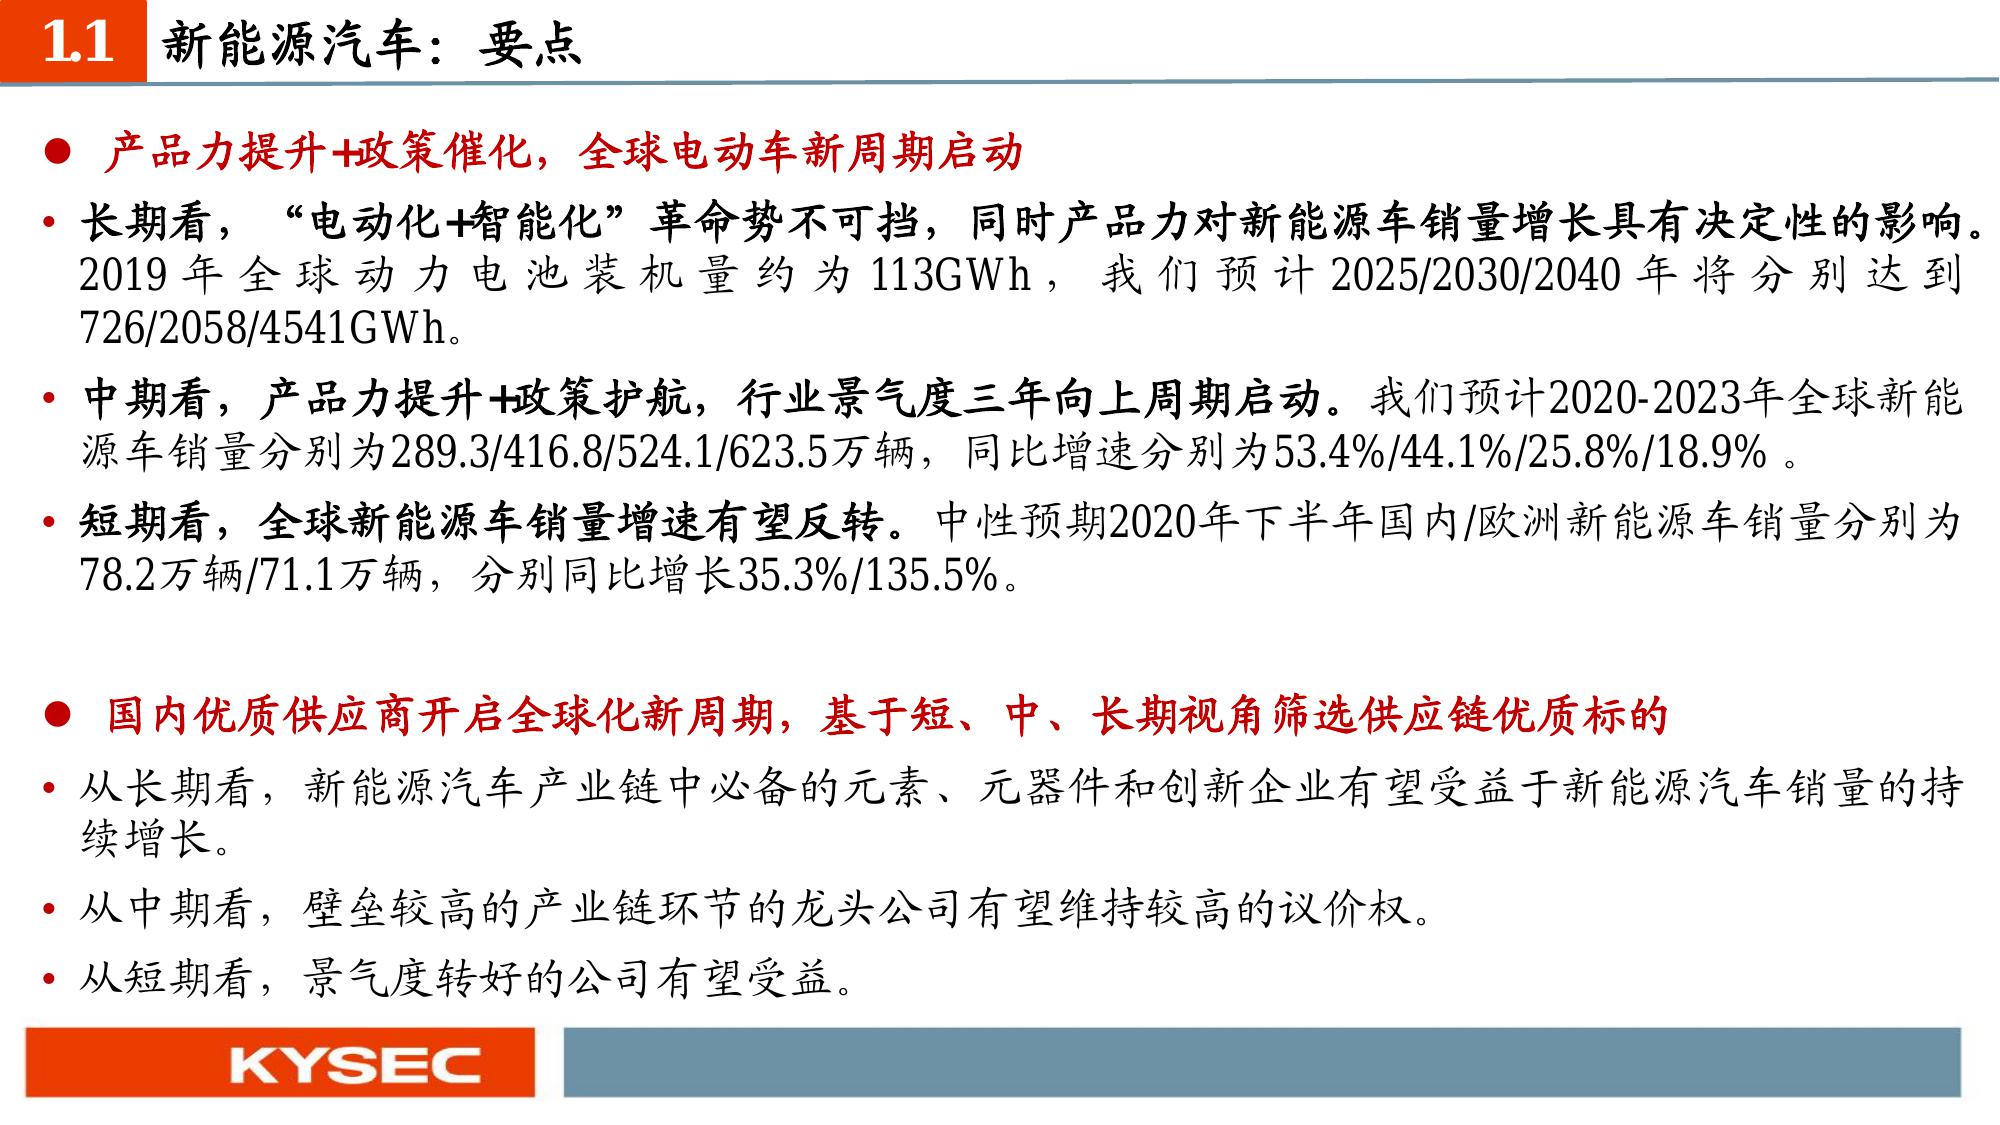 1.1 新能源汽车：要点
● 产品力提升+政策催化，全球电动车新周期启动
• 长期看，“电动化+智能化”革命势不可挡，同时产品力对新能源车销量增长具有决定性的影响。
2019年全球动力电池装机量约为113GWh，我们预计2025/2030/2040年将分别达到
726/2058/4541GWh。
• 中期看，产品力提升+政策护航，行业景气度三年向上周期启动。我们预计2020-2023年全球新能
源车销量分别为289.3/416.8/524.1/623.5万辆，同比增速分别为53.4%/44.1%/25.8%/18.9% 。
• 短期看，全球新能源车销量增速有望反转。中性预期2020年下半年国内/欧洲新能源车销量分别为
78.2万辆/71.1万辆，分别同比增长35.3%/135.5%。
● 国内优质供应商开启全球化新周期，基于短、中、长期视角筛选供应链优质标的
• 从长期看，新能源汽车产业链中必备的元素、元器件和创新企业有望受益于新能源汽车销量的持
续增长。
• 从中期看，壁垒较高的产业链环节的龙头公司有望维持较高的议价权。
• 从短期看，景气度转好的公司有望受益。
KYSEC